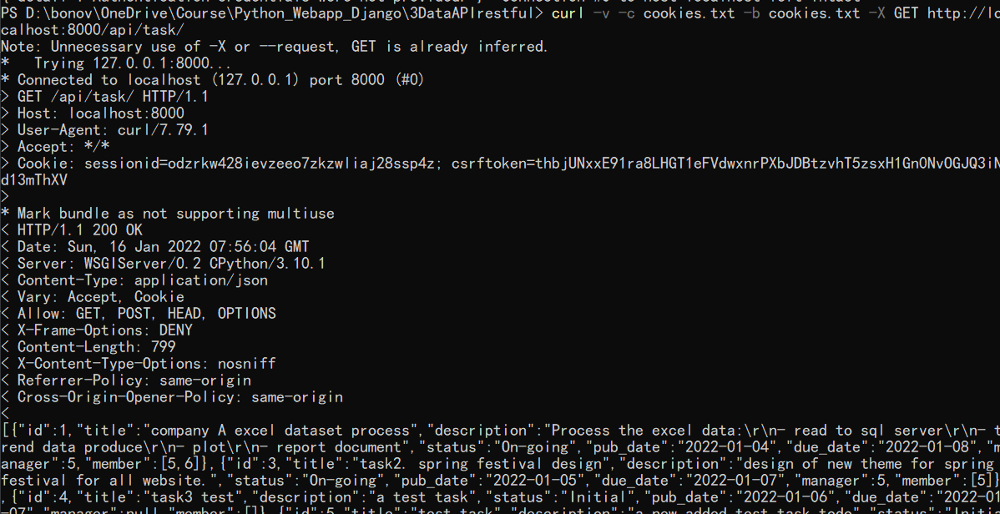 PS D:\bonov\OneDrive\Course\Python_Webapp_Django\3DataAPIrestful> curl -v -c cookies.txt -b cookies.txt -X GET http://lo
calhost:8000/api/task/
Note: Unnecessary use of -X or --request, GET is already inferred.
*   Trying 127.0.0.1:8000...
* Connected to localhost (127.0.0.1) port 8000 (#0)
> GET /api/task/ HTTP/1.1
> Host: localhost:8000
> User-Agent: curl/7.79.1
> Accept: */*
> Cookie: sessionid=odzrkw428ievzeeo7zkzwliaj28ssp4z; csrftoken=thbjUNxxE91ra8LHGT1eFVdwxnrPXbJDBtzvhT5zsxH1GnONvOGJQ3iN
d13mThXV
>
* Mark bundle as not supporting multiuse
< HTTP/1.1 200 OK
< Date: Sun, 16 Jan 2022 07:56:04 GMT
< Server: WSGIServer/0.2 CPython/3.10.1
< Content-Type: application/json
< Vary: Accept, Cookie
< Allow: GET, POST, HEAD, OPTIONS
< X-Frame-Options: DENY
< Content-Length: 799
< X-Content-Type-Options: nosniff
< Referrer-Policy: same-origin
< Cross-Origin-Opener-Policy: same-origin
<
[{"id":1,"title":"company A excel dataset process","description":"Process the excel data:\r\n- read to sql server\r\n- t
rend data produce\r\n- plot\r\n- report document","status":"On-going","pub_date":"2022-01-04","due_date":"2022-01-08","m
anager":5,"member":[5,6]},{"id":3,"title":"task2. spring festival design","description":"design of new theme for spring
festival for all website.","status":"On-going","pub_date":"2022-01-05","due_date":"2022-01-07","manager":5,"member":[5]}
,{"id":4,"title":"task3 test","description":"a test task","status":"Initial","pub_date":"2022-01-06","due_date":"2022-01
-07","manager":null,"member":[]},{"id":5,"title":"test task","description":"a new added test task todo","status":"Initi